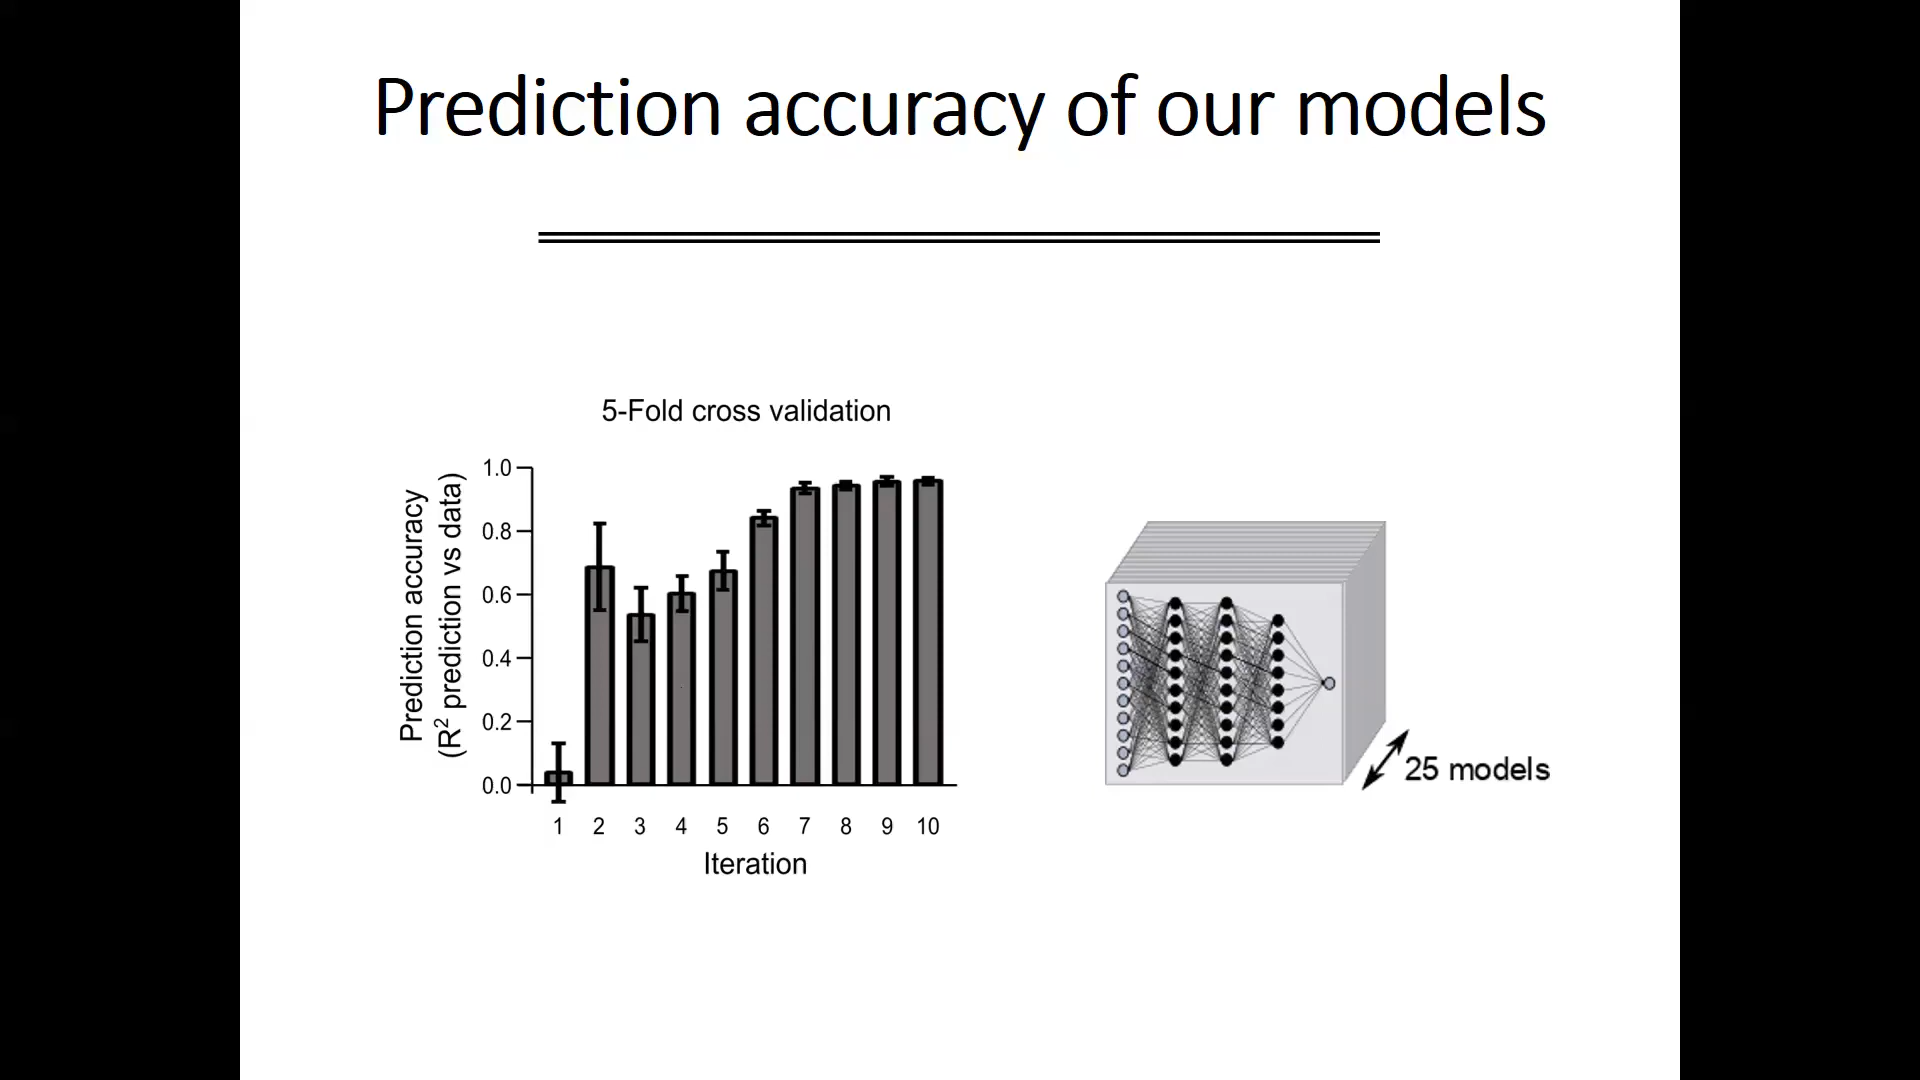 Prediction accuracy of our models
5-Fold cross validation
Prediction accuracy
(R² prediction vs data)
1.0
0.8
0.6
0.4
0.2
0.0
1 2 3 4 5 6 7 8 9 10
Iteration
25 models